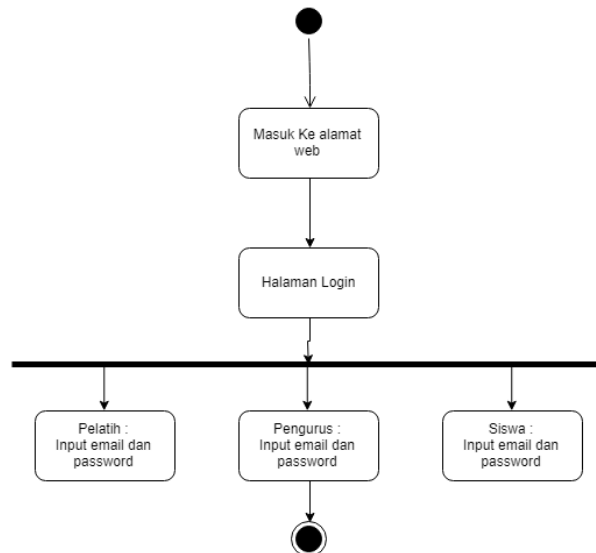 Masuk Ke alamat
web
Halaman Login
Pelatih :
Input email dan
password
Pengurus :
Input email dan
password
Siswa :
Input email dan
password